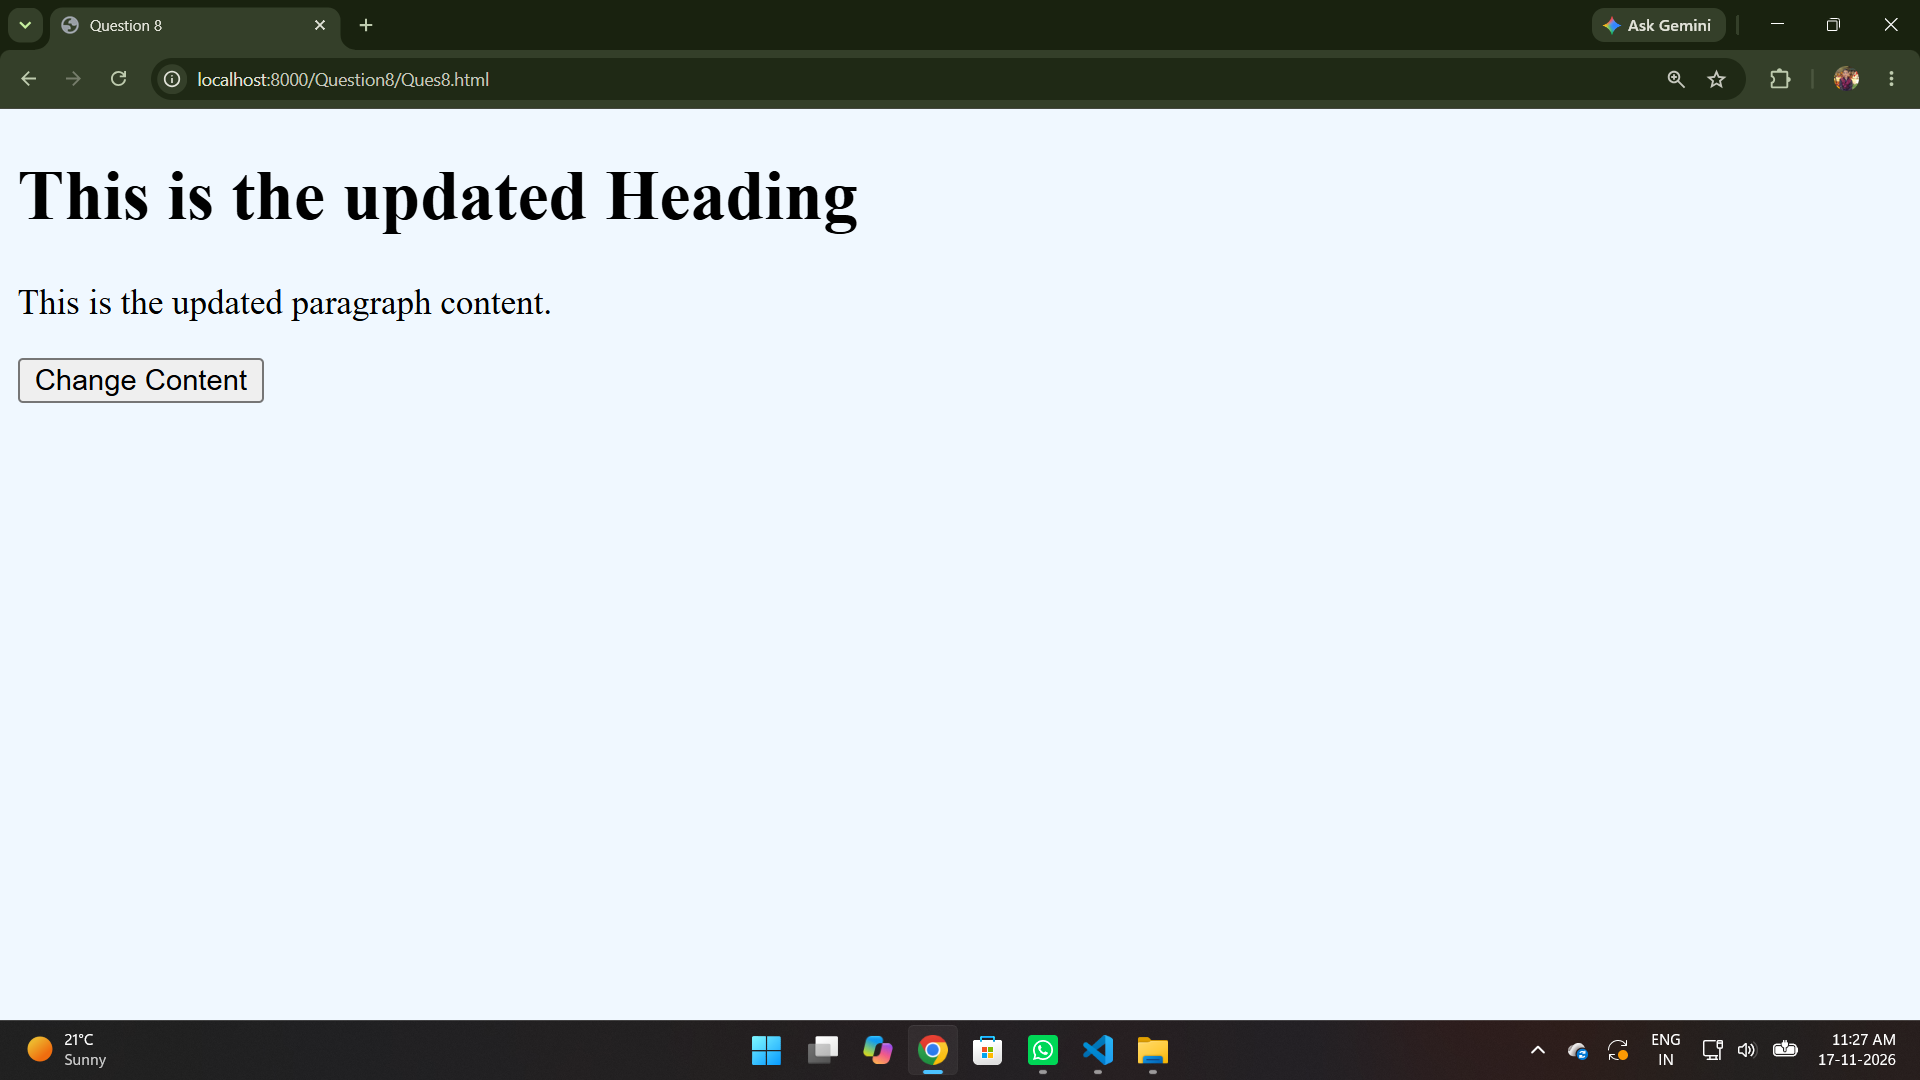 Question 8
Ask Gemini
localhost:8000/Question8/Ques8.html
This is the updated Heading
This is the updated paragraph content.
Change Content
21°C
Sunny
ENG
IN
11:27 AM
17-11-2026